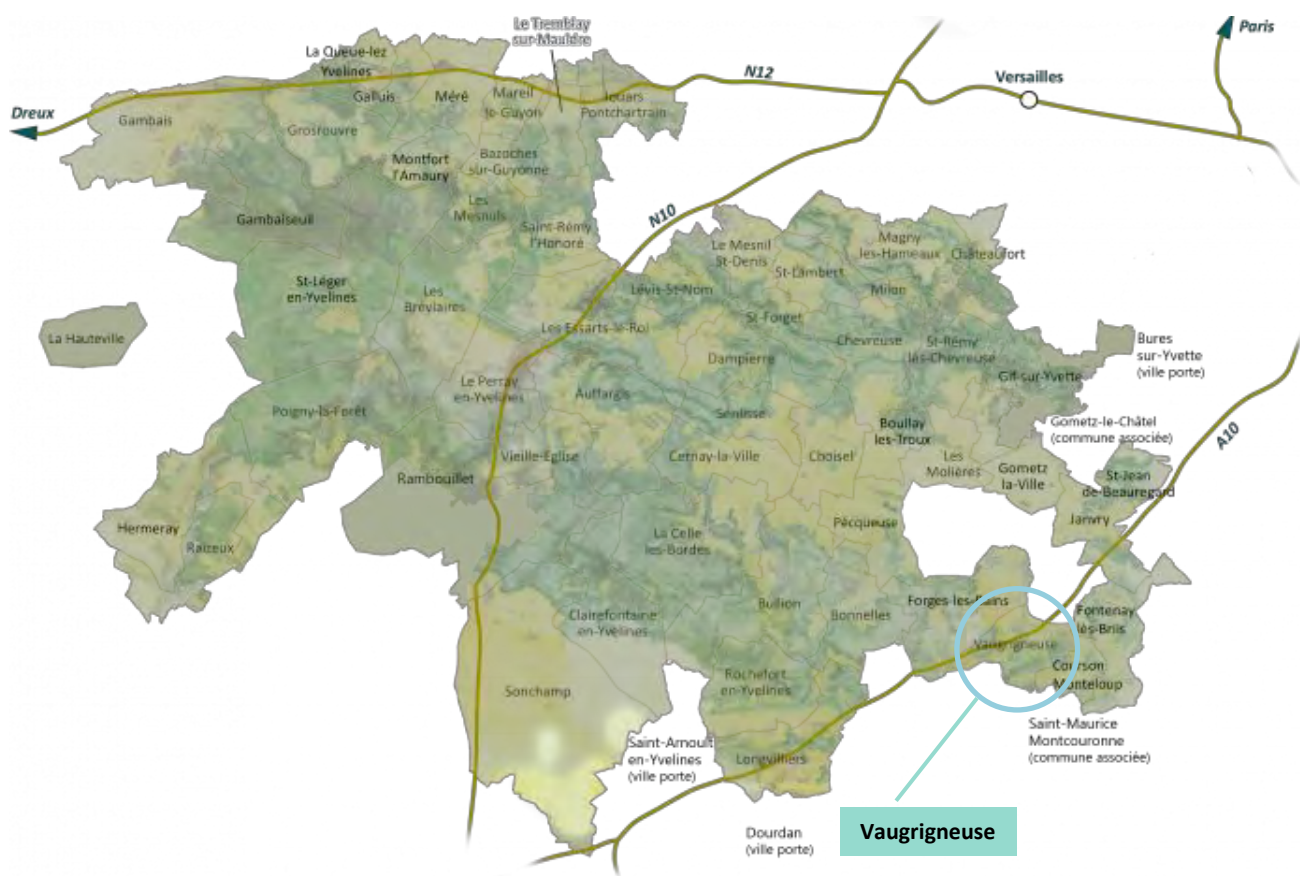 Le Tremblay
sur-Mauldre
Paris
La Queue-lez
Yvelines
N12
Versailles
Dreux
Gambais
Galluis
Méré
Mareil
le-Guyon
Jouars
Pontchartrain
Grosrouvre
Montfort
l'Amaury
Bazoches
sur-Guyonne
Gambaiseuil
Les
Mesnuls
Saint-Rémy
l'Honoré
N10
Le Mesnil
St-Denis
Magny
les-Hameaux
Châteaufort
St-Lambert
St-Léger
en-Yvelines
Les
Bréviaires
Lévis-St-Nom
Milon
La Hauteville
Les Essarts-le-Roi
St-Forget
Chevreuse
St-Rémy
lès-Chevreuse
Bures
sur-Yvette
(ville porte)
Dampierre
Gif-sur-Yvette
Le Perray
en-Yvelines
Auffargis
Poigny-la-Forêt
Senlisse
Boullay
les-Troux
Gometz-le-Châtel
(commune associée)
A10
Vieille-Eglise
Cernay-la-Ville
Choisel
Les
Molières
Gometz
la-Ville
Rambouillet
St-Jean
de-Beauregard
Hermeray
Raizeux
Pécqueuse
Janvry
La Celle
les-Bordes
Clairefontaine
en-Yvelines
Bullion
Bonnelles
Forges-les-Bains
Fontenay
lès-Briis
Vaugrigneuse
Courson
Monteloup
Sonchamp
Rochefort
en-Yvelines
Saint-Maurice
Montcouronne
(commune associée)
Saint-Arnoult
en-Yvelines
(ville porte)
Longvilliers
Dourdan
(ville porte)
Vaugrigneuse